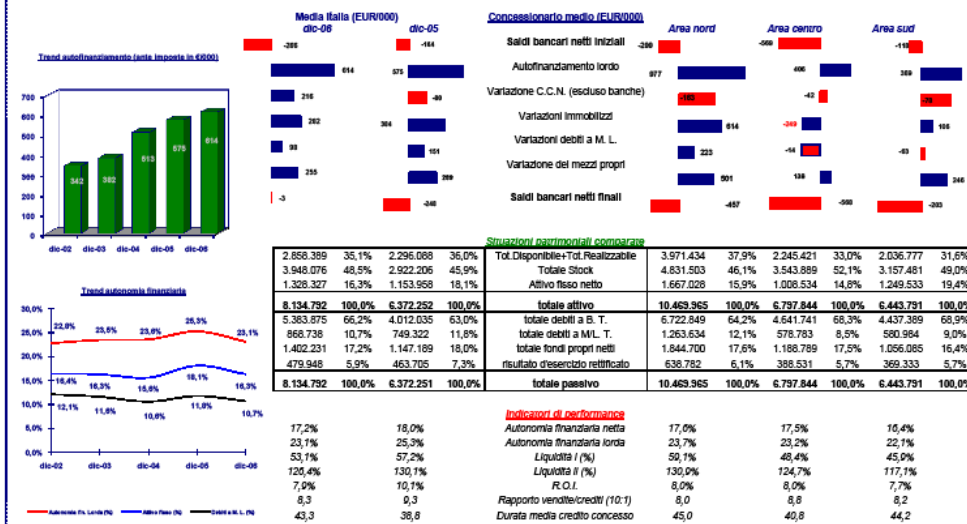 Media Italia (EUR/000)
dic-06 dic-05
Concessionario medio (EUR/000)
Area nord Area centro Area sud
-164 Saldi bancari netti iniziali -200 -569
614 575 Autofinanziamento lordo 977 406 369
216 -80 Variazione C.C.N. (escluso banche) -42
Variazioni Immobilizzi 614 -249
93 151 Variazioni debiti a M. L. 223 -14
255 Variazione dei mezzi propri 501 246
-3 -248 Saldi bancari netti finali -457 -203
Trend autofinanziamento (ante imposte in €/000)
700
600
500
400
300
200
100
0
342 382 513 575 614
dic-02 dic-03 dic-04 dic-05 dic-06
Situazioni patrimoniali comparate
2.858.389 35,1% 2.296.088 36,0% Tot.Disponibile+Tot.Realizzabile 3.971.434 37,9% 2.245.421 33,0% 2.036.777 31,6%
3.948.076 48,5% 2.922.206 45,9% Totale Stock 4.831.503 46,1% 3.543.889 52,1% 3.157.481 49,0%
1.328.327 16,3% 1.153.958 18,1% Attivo fisso netto 1.667.028 15,9% 1.008.534 14,8% 1.249.533 19,4%
8.134.792 100,0% 6.372.252 100,0% totale attivo 10.469.965 100,0% 6.797.844 100,0% 6.443.791 100,0%
5.383.875 66,2% 4.012.035 63,0% totale debiti a B. T. 6.722.849 64,2% 4.641.741 68,3% 4.437.389 68,9%
868.738 10,7% 749.322 11,8% totale debiti a M/L. T. 1.263.634 12,1% 578.783 8,5% 580.984 9,0%
1.402.231 17,2% 1.147.189 18,0% totale fondi propri netti 1.844.700 17,6% 1.188.789 17,5% 1.056.085 16,4%
479.948 5,9% 463.705 7,3% risultato d'esercizio rettificato 638.782 6,1% 388.531 5,7% 369.333 5,7%
8.134.792 100,0% 6.372.251 100,0% totale passivo 10.469.965 100,0% 6.797.844 100,0% 6.443.791 100,0%
Trend autonomia finanziaria
30,0%
25,0%
20,0%
15,0%
10,0%
5,0%
0,0%
22,8% 23,5% 23,6% 25,3% 23,1%
16,4% 16,3% 15,6% 18,1% 16,3%
12,1% 11,6% 10,6% 11,8% 10,7%
dic-02 dic-03 dic-04 dic-05 dic-06
Autonomia fin. Lorda (%) Attivo fisso (%) Debiti a M. L. (%)
Indicatori di performance
17,2% 18,0% Autonomia finanziaria netta 17,6% 17,5% 16,4%
23,1% 25,3% Autonomia finanziaria lorda 23,7% 23,2% 22,1%
53,1% 57,2% Liquidità I (%) 59,1% 48,4% 45,9%
126,4% 130,1% Liquidità II (%) 130,9% 124,7% 117,1%
7,9% 10,1% R.O.I. 8,0% 8,0% 7,7%
8,3 9,3 Rapporto vendite/crediti (10:1) 8,0 8,8 8,2
43,3 38,8 Durata media credito concesso 45,0 40,8 44,2